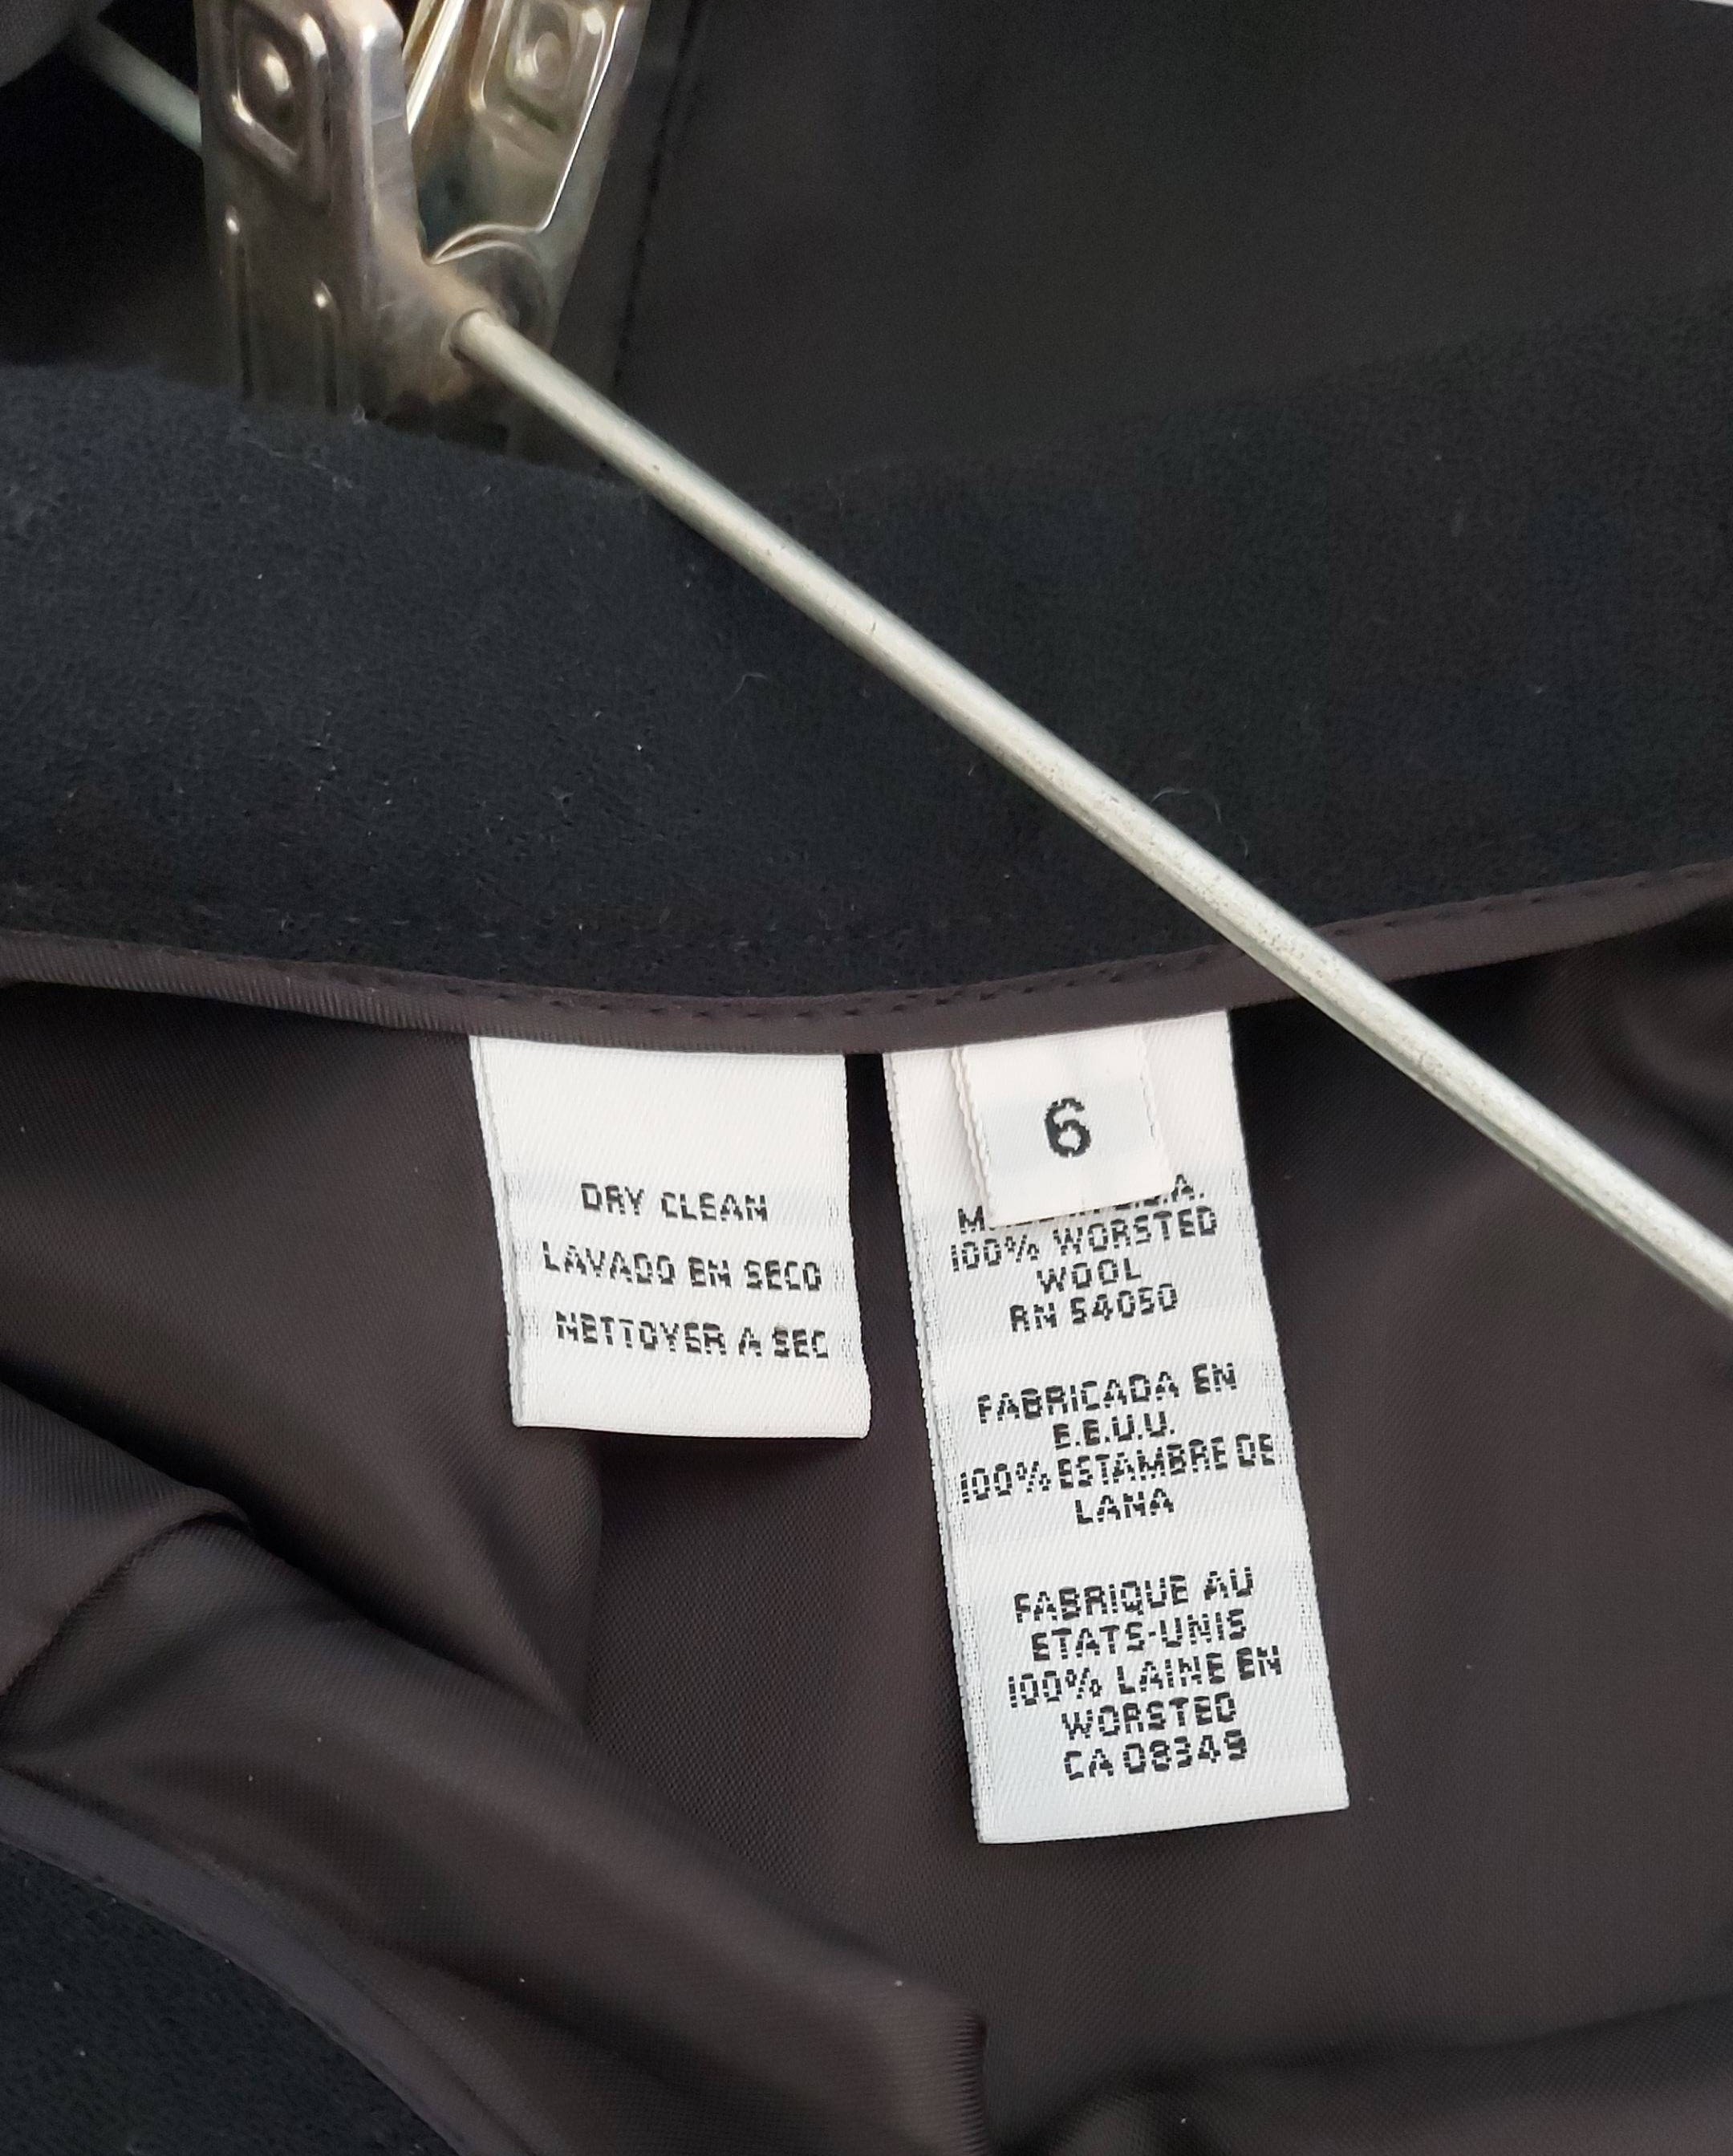 DRY CLEAN
LAVADO EN SECO
NETTOYER A SEC
6
U.S.A.
100% WORSTED
WOOL
RN 54050
FABRICADA EN
E.E.U.U.
100% ESTAMBRE DE
LANA
FABRIQUE AU
ETATS-UNIS
100% LAINE EN
WORSTED
CA 08349